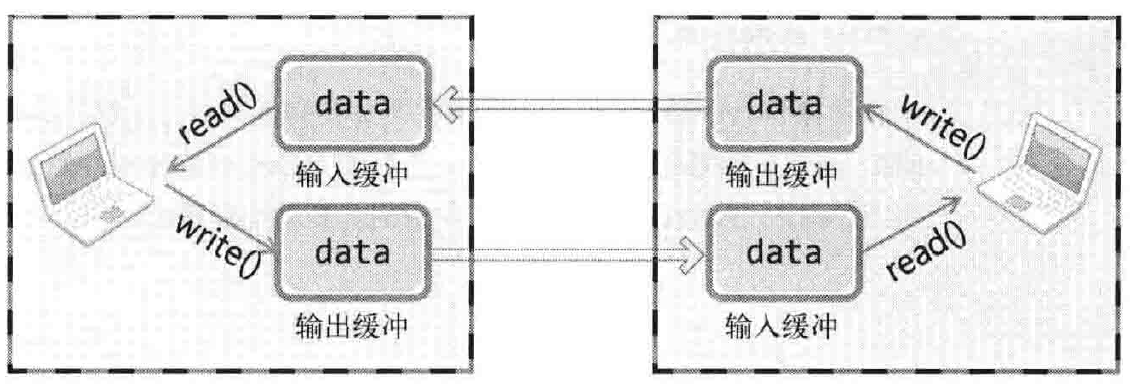 read()
data
输入缓冲
write()
data
输出缓冲
data
输出缓冲
write()
data
输入缓冲
read()